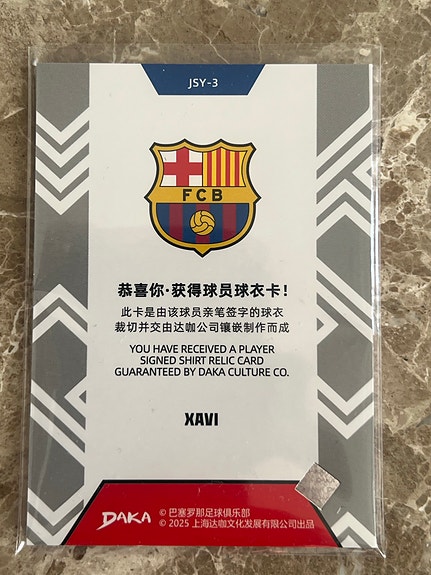 JSY-3
FCB
恭喜你·获得球员球衣卡！
此卡是由该球员亲笔签字的球衣
裁切并交由达咖公司镶嵌制作而成
YOU HAVE RECEIVED A PLAYER
SIGNED SHIRT RELIC CARD
GUARANTEED BY DAKA CULTURE CO.
XAVI
DAKA
© 巴塞罗那足球俱乐部
© 2025 上海达咖文化发展有限公司出品